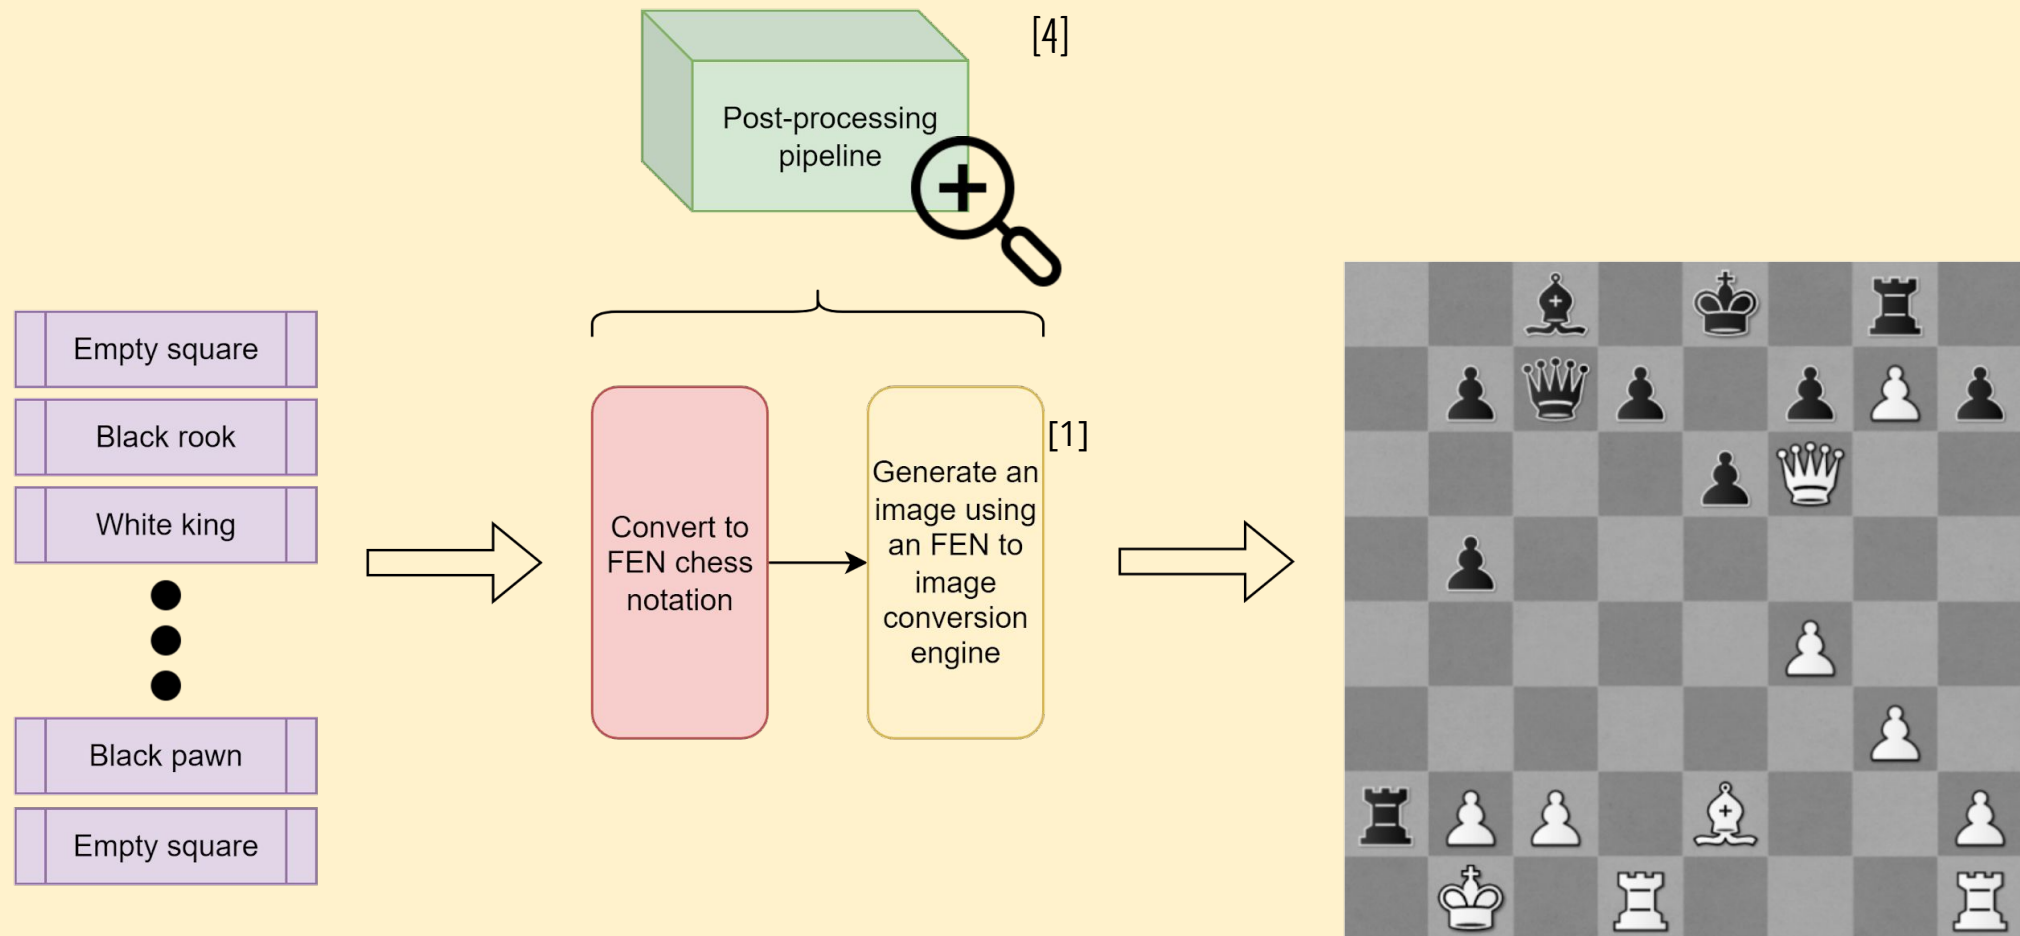 [4]
Post-processing
pipeline
Empty square
Black rook
White king
Black pawn
Empty square
Convert to
FEN chess
notation
[1]
Generate an
image using
an FEN to
image
conversion
engine